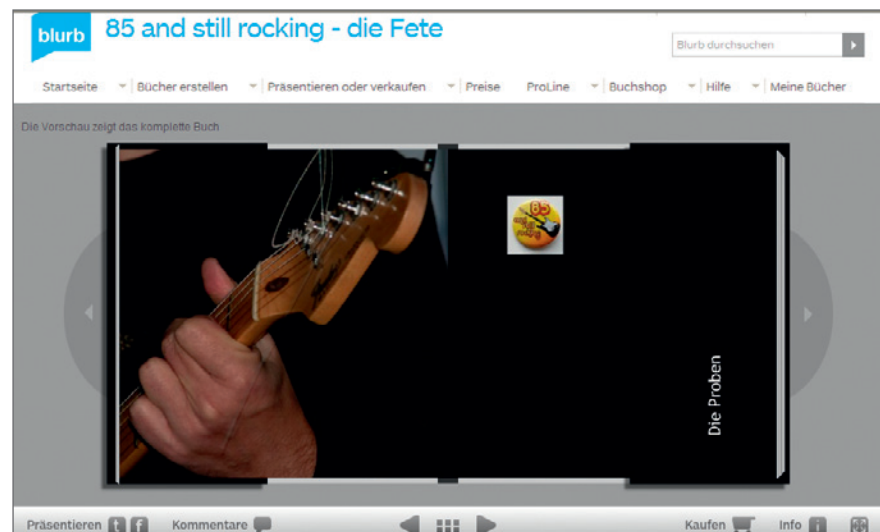 blurb
85 and still rocking - die Fete
Blurb durchsuchen
Startseite Bücher erstellen Präsentieren oder verkaufen Preise ProLine Buchshop Hilfe Meine Bücher
Die Vorschau zeigt das komplette Buch
85
Die Proben
Präsentieren t f Kommentare Kaufen Info i